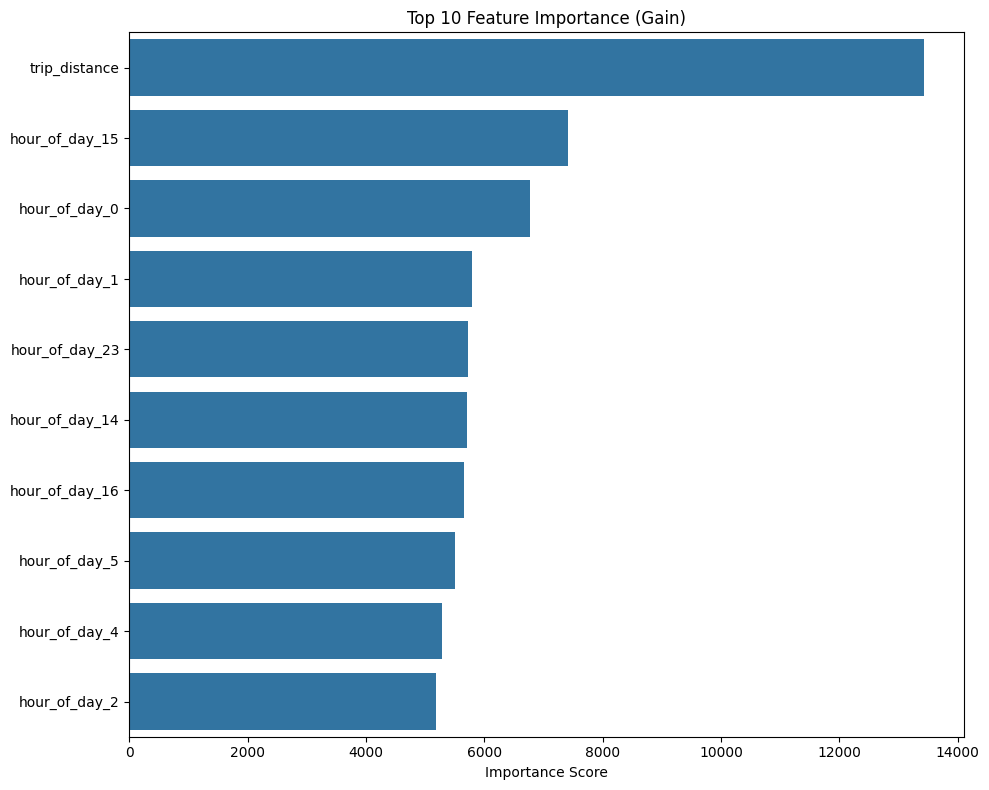 Top 10 Feature Importance (Gain)
trip_distance
hour_of_day_15
hour_of_day_0
hour_of_day_1
hour_of_day_23
hour_of_day_14
hour_of_day_16
hour_of_day_5
hour_of_day_4
hour_of_day_2
0 2000 4000 6000 8000 10000 12000 14000
Importance Score